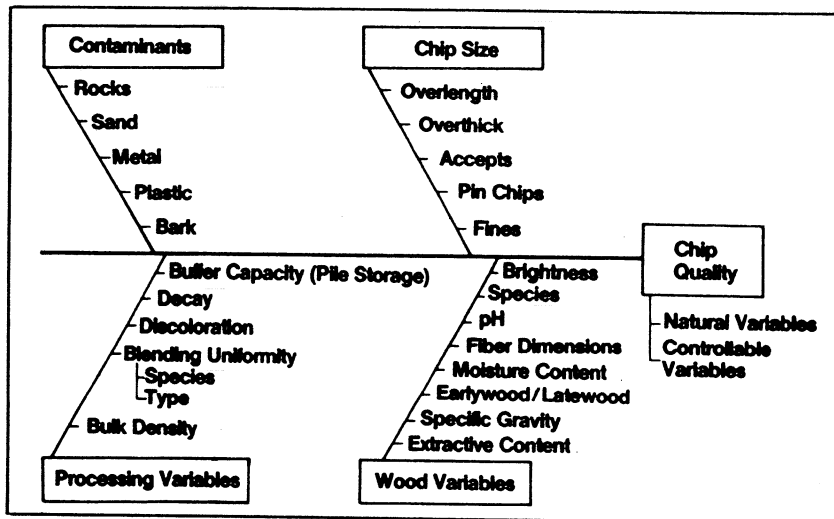 Contaminants
Rocks
Sand
Metal
Plastic
Bark
Chip Size
Overlength
Overthick
Accepts
Pin Chips
Fines
Chip
Quality
Natural Variables
Controllable
Variables
Buffer Capacity (Pile Storage)
Decay
Discoloration
Blending Uniformity
Species
Type
Bulk Density
Processing Variables
Brightness
Species
pH
Fiber Dimensions
Moisture Content
Earlywood/Latewood
Specific Gravity
Extractive Content
Wood Variables